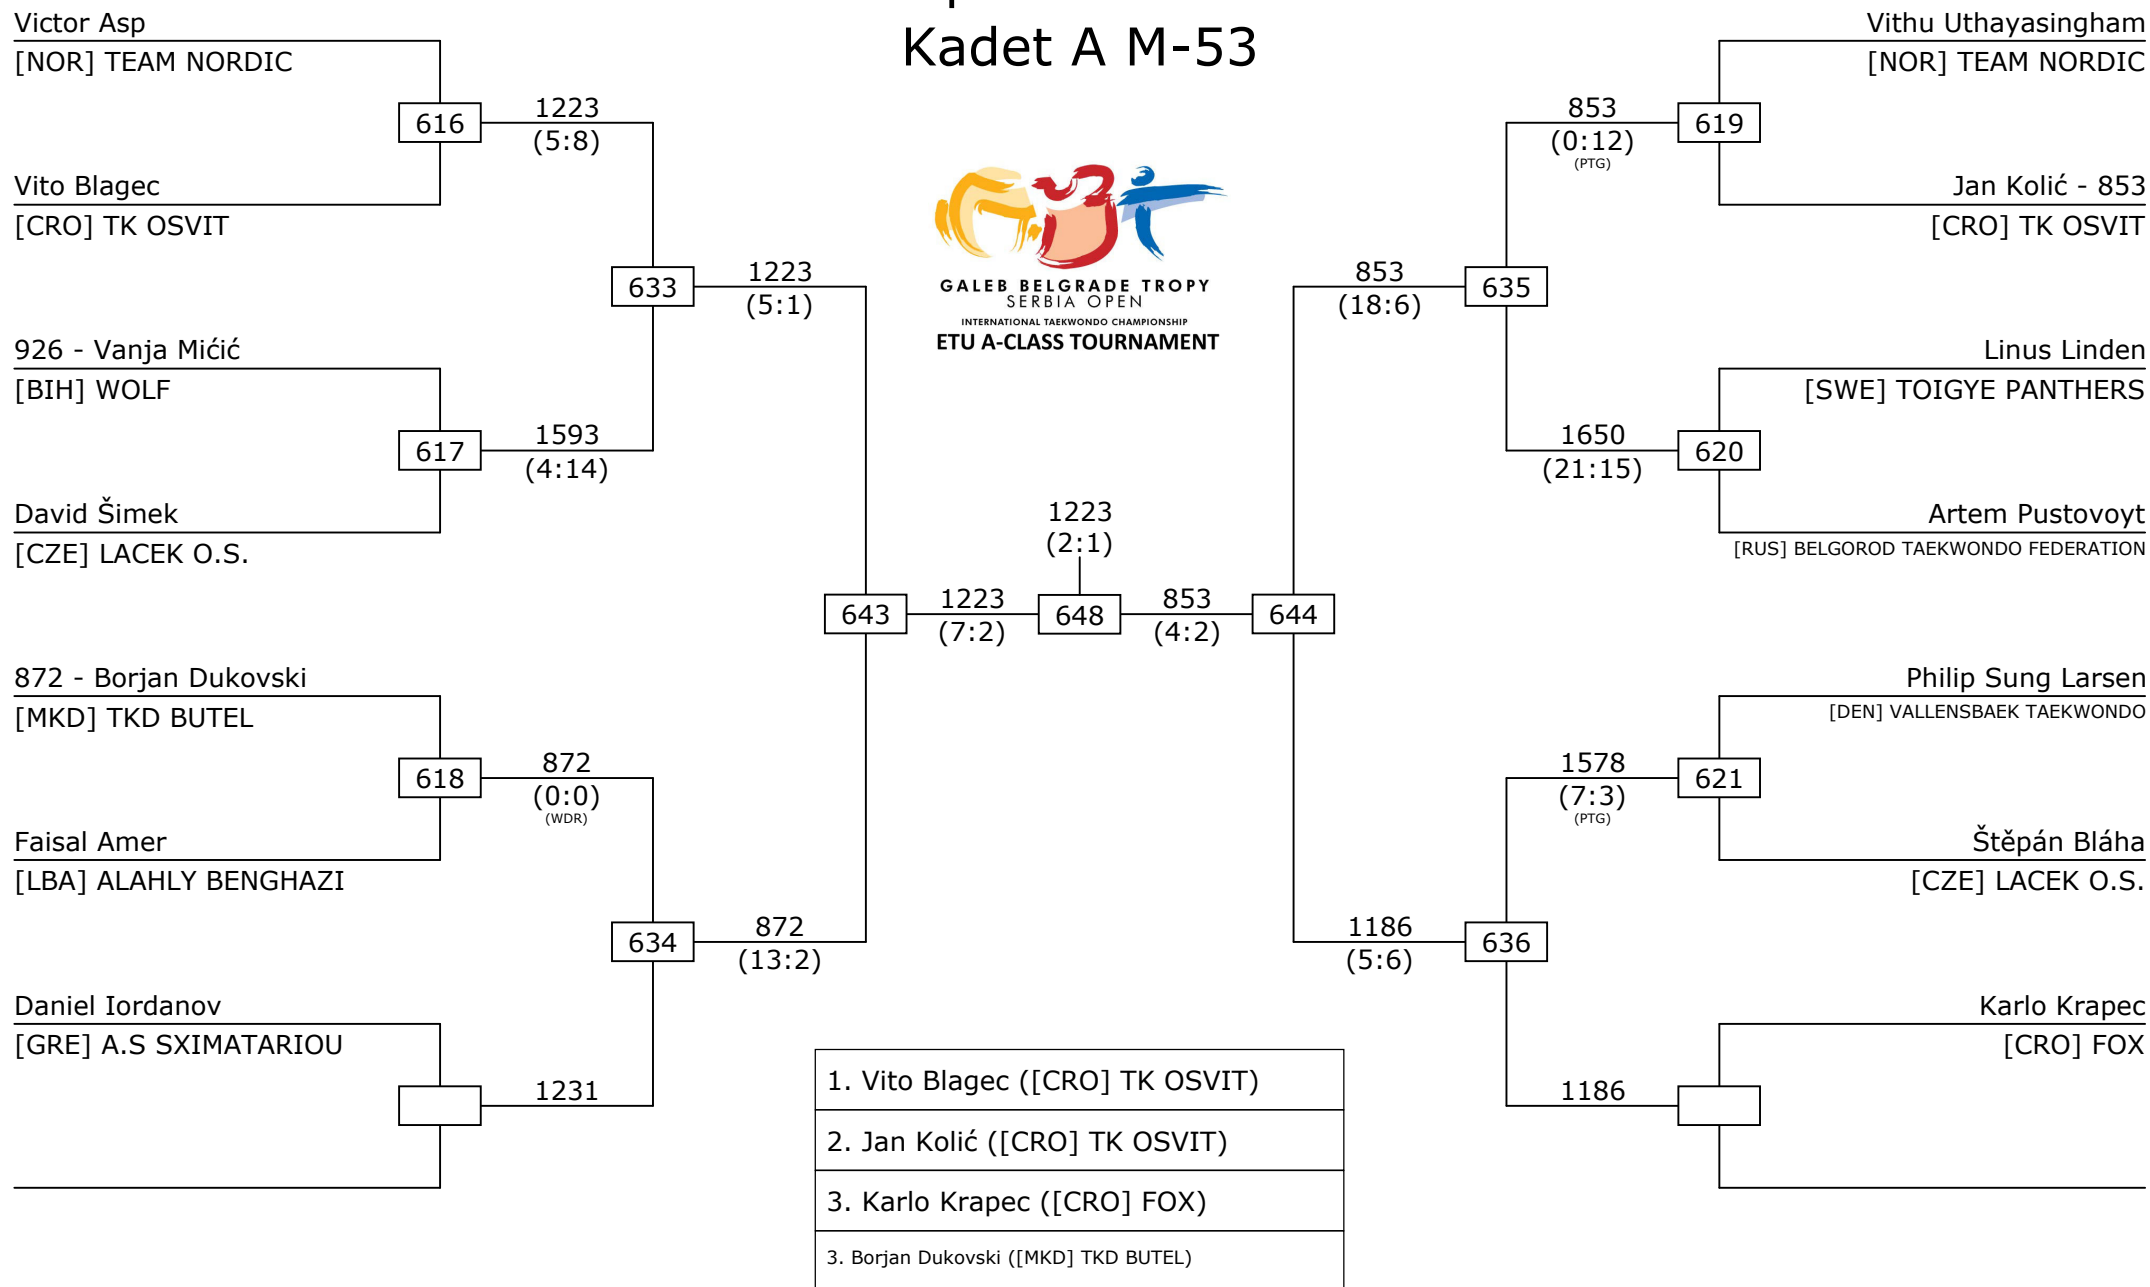 Kadet A M-53
Victor Asp
[NOR] TEAM NORDIC
616
1223
(5:8)
Vito Blagec
[CRO] TK OSVIT
633
1223
(5:1)
926 - Vanja Mićić
[BIH] WOLF
617
1593
(4:14)
David Šimek
[CZE] LACEK O.S.
643
1223
(7:2)
872 - Borjan Dukovski
[MKD] TKD BUTEL
618
872
(0:0)
(WDR)
Faisal Amer
[LBA] ALAHLY BENGHAZI
634
872
(13:2)
Daniel Iordanov
[GRE] A.S SXIMATARIOU
1231
GALEB BELGRADE TROPY
SERBIA OPEN
INTERNATIONAL TAEKWONDO CHAMPIONSHIP
ETU A-CLASS TOURNAMENT
1223
(2:1)
648
Vithu Uthayasingham
[NOR] TEAM NORDIC
853
(0:12)
(PTG)
619
Jan Kolić - 853
[CRO] TK OSVIT
853
(18:6)
635
Linus Linden
[SWE] TOIGYE PANTHERS
1650
(21:15)
620
Artem Pustovoyt
[RUS] BELGOROD TAEKWONDO FEDERATION
853
(4:2)
644
Philip Sung Larsen
[DEN] VALLENSBAEK TAEKWONDO
1578
(7:3)
(PTG)
621
Štěpán Bláha
[CZE] LACEK O.S.
1186
(5:6)
636
Karlo Krapec
[CRO] FOX
1186
1. Vito Blagec ([CRO] TK OSVIT)
2. Jan Kolić ([CRO] TK OSVIT)
3. Karlo Krapec ([CRO] FOX)
3. Borjan Dukovski ([MKD] TKD BUTEL)